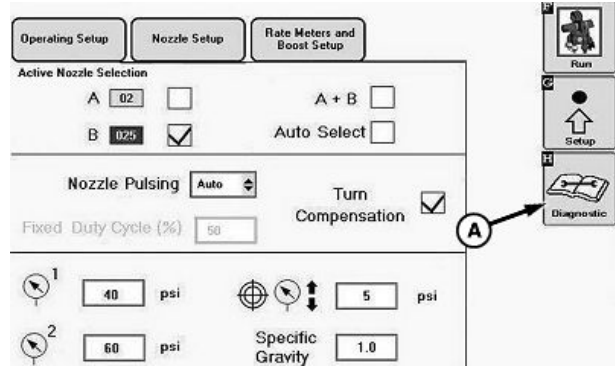 Operating Setup
Nozzle Setup
Rate Meters and
Boost Setup
F
Run
Active Nozzle Selection
A 02
A + B
B 025
Auto Select
G
Setup
Nozzle Pulsing Auto
Turn
Compensation
Fixed Duty Cycle (%) 50
H
Diagnostic
A
1 40 psi
5 psi
2 60 psi
Specific
Gravity 1.0